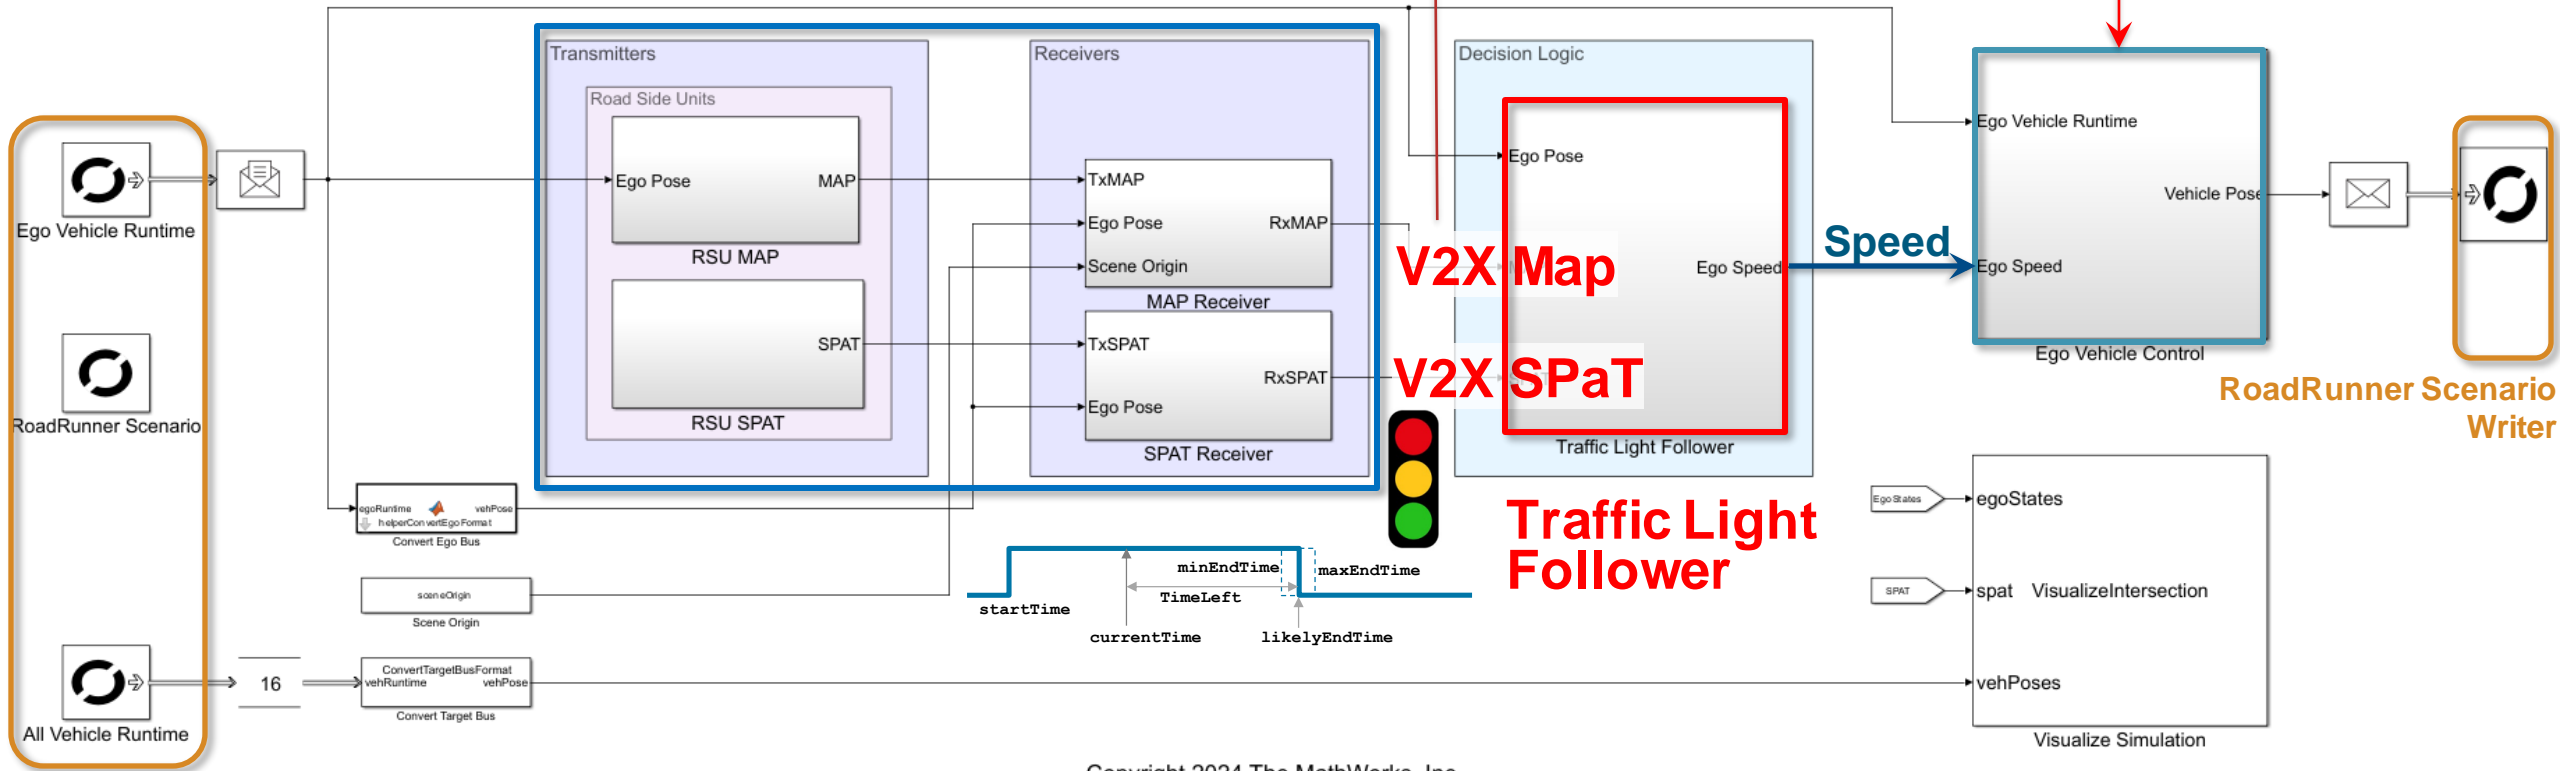 Transmitters
Receivers
Decision Logic
Road Side Units
Ego Pose
MAP
RSU MAP
SPAT
RSU SPAT
TxMAP
Ego Pose
RxMAP
Scene Origin
MAP Receiver
TxSPAT
RxSPAT
Ego Pose
SPAT Receiver
Ego Pose
V2X Map
Ego Speed
V2X SPaT
Traffic Light Follower
Traffic Light
Follower
Speed
Ego Vehicle Runtime
Vehicle Pose
Ego Speed
Ego Vehicle Control
RoadRunner Scenario
Writer
Ego Vehicle Runtime
RoadRunner Scenario
All Vehicle Runtime
egoRuntime
vehPose
helperConvertEgoFormat
Convert Ego Bus
sceneOrigin
Scene Origin
16
ConvertTargetBusFormat
vehRuntime
vehPose
Convert Target Bus
minEndTime
maxEndTime
TimeLeft
startTime
currentTime
likelyEndTime
EgoStates
egoStates
SPAT
spat
VisualizeIntersection
vehPoses
Visualize Simulation
Copyright 2024 The MathWorks, Inc.